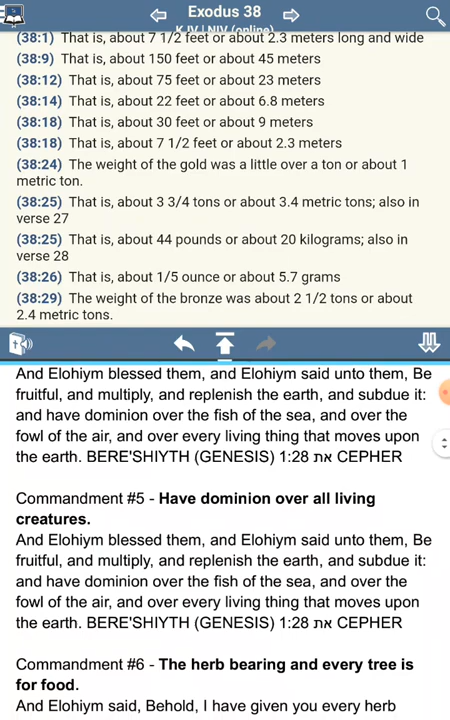 Exodus 38
KJV | NIV (online)
(38:1) That is, about 7 1/2 feet or about 2.3 meters long and wide
(38:9) That is, about 150 feet or about 45 meters
(38:12) That is, about 75 feet or about 23 meters
(38:14) That is, about 22 feet or about 6.8 meters
(38:18) That is, about 30 feet or about 9 meters
(38:18) That is, about 7 1/2 feet or about 2.3 meters
(38:24) The weight of the gold was a little over a ton or about 1
metric ton.
(38:25) That is, about 3 3/4 tons or about 3.4 metric tons; also in
verse 27
(38:25) That is, about 44 pounds or about 20 kilograms; also in
verse 28
(38:26) That is, about 1/5 ounce or about 5.7 grams
(38:29) The weight of the bronze was about 2 1/2 tons or about
2.4 metric tons.
And Elohiym blessed them, and Elohiym said unto them, Be
fruitful, and multiply, and replenish the earth, and subdue it:
and have dominion over the fish of the sea, and over the
fowl of the air, and over every living thing that moves upon
the earth. BERE'SHIYTH (GENESIS) 1:28 את CEPHER
Commandment #5 - Have dominion over all living
creatures.
And Elohiym blessed them, and Elohiym said unto them, Be
fruitful, and multiply, and replenish the earth, and subdue it:
and have dominion over the fish of the sea, and over the
fowl of the air, and over every living thing that moves upon
the earth. BERE'SHIYTH (GENESIS) 1:28 את CEPHER
Commandment #6 - The herb bearing and every tree is
for food.
And Elohiym said, Behold, I have given you every herb